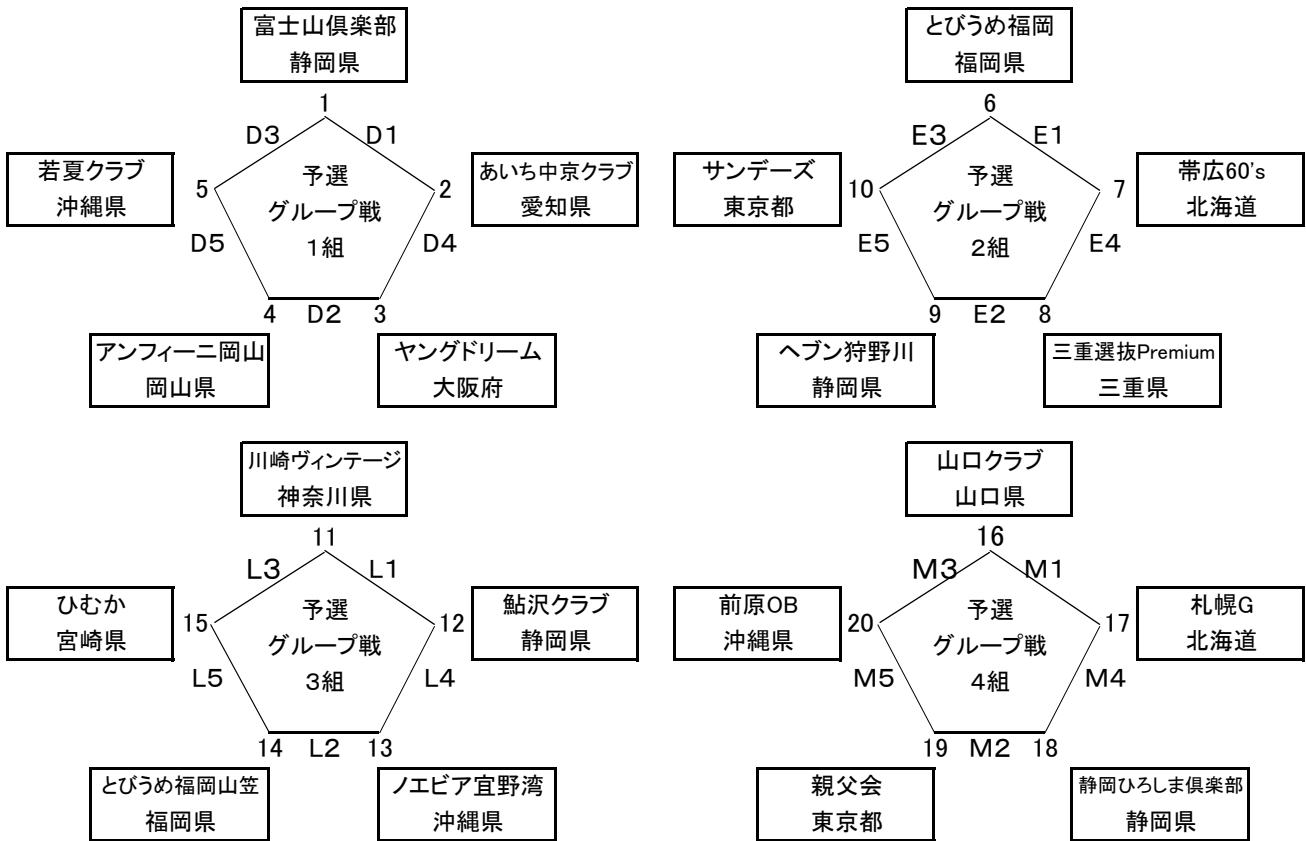 富士山倶楽部
静岡県
1
D3
D1
若夏クラブ
沖縄県
5
予選
グループ戦
1組
2
あいち中京クラブ
愛知県
D5
D4
4
D2
3
アンフィーニ岡山
岡山県
ヤングドリーム
大阪府
とびうめ福岡
福岡県
6
E3
E1
サンデーズ
東京都
10
予選
グループ戦
2組
7
帯広60's
北海道
E5
E4
9
E2
8
ヘブン狩野川
静岡県
三重選抜Premium
三重県
川崎ヴィンテージ
神奈川県
11
L3
L1
ひむか
宮崎県
15
予選
グループ戦
3組
12
鮎沢クラブ
静岡県
L5
L4
14
L2
13
とびうめ福岡山笠
福岡県
ノエビア宜野湾
沖縄県
山口クラブ
山口県
16
M3
M1
前原OB
沖縄県
20
予選
グループ戦
4組
17
札幌G
北海道
M5
M4
19
M2
18
親父会
東京都
静岡ひろしま倶楽部
静岡県